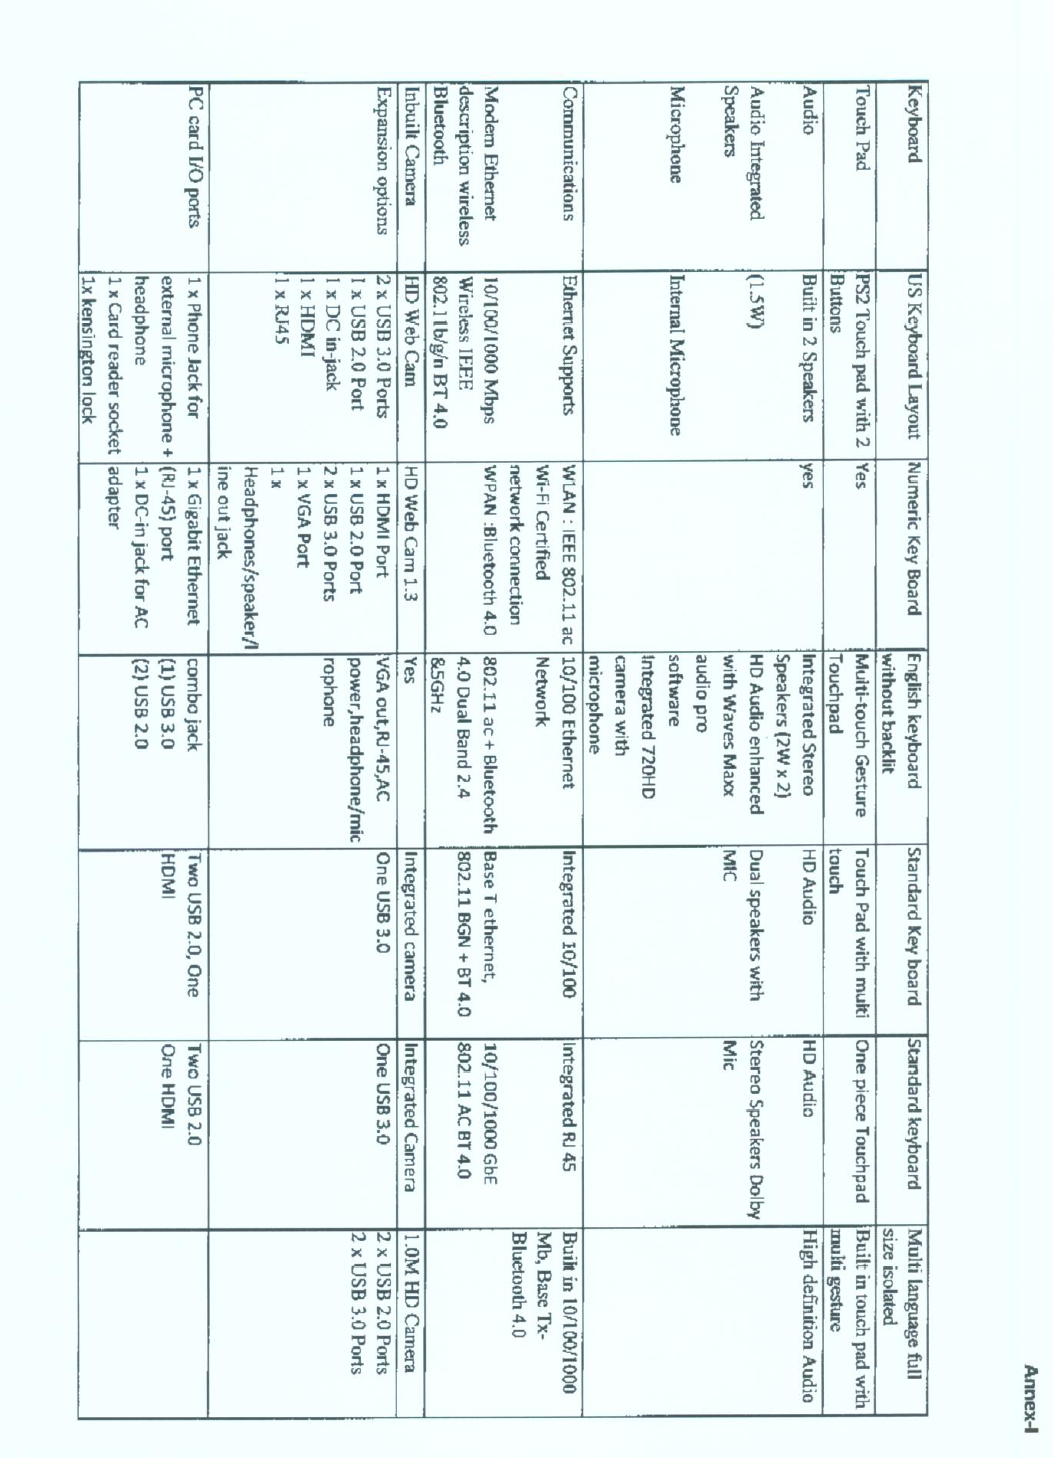 Annex-I
Keyboard
US Keyboard Layout
Numeric Key Board
English keyboard
without backlit
Standard Key board
Standard keyboard
Multi language full
size isolated
Touch Pad
PS2 Touch pad with 2
Buttons
Yes
Multi-touch Gesture
Touchpad
Touch Pad with multi
touch
One piece Touchpad
Built in touch pad with
multi gesture
Audio
Audio Integrated
Speakers
Microphone
Built in 2 Speakers
(1.5W)
Internal Microphone
yes
Integrated Stereo
Speakers (2W x 2)
HD Audio enhanced
with Waves Maxx
audio pro
software
Integrated 720HD
camera with
microphone
HD Audio
Dual speakers with
MIC
HD Audio
Stereo Speakers Dolby
Mic
High definition Audio
Communications
Modem Ethernet
description wireless
Bluetooth
Ethernet Supports
10/100/1000 Mbps
Wireless IEEE
802.11b/g/n BT 4.0
WLAN : IEEE 802.11 ac
Wi-Fi Certified
network connection
WPAN :Bluetooth 4.0
10/100 Ethernet
Network
802.11 ac + Bluetooth
4.0 Dual Band 2.4
&5GHz
Integrated 10/100
Base T ethernet,
802.11 BGN + BT 4.0
Integrated RJ 45
10/100/1000 GbE
802.11 AC BT 4.0
Built in 10/100/1000
Mb, Base Tx-
Bluetooth 4.0
Inbuilt Camera
HD Web Cam
HD Web Cam 1.3
Yes
Integrated camera
Integrated Camera
1.0M HD Camera
Expansion options
2 x USB 3.0 Ports
1 x USB 2.0 Port
1 x DC in-jack
1 x HDMI
1 x RJ45
1 x HDMI Port
1 x USB 2.0 Port
2 x USB 3.0 Ports
1 x VGA Port
1 x
Headphones/speaker/l
ine out jack
VGA out,RJ-45,AC
power,headphone/mic
rophone
One USB 3.0
One USB 3.0
2 x USB 2.0 Ports
2 x USB 3.0 Ports
PC card I/O ports
1 x Phone Jack for
external microphone +
headphone
1 x Card reader socket
1x kensington lock
1 x Gigabit Ethernet
(RJ-45) port
1 x DC-in jack for AC
adapter
combo jack
(1) USB 3.0
(2) USB 2.0
Two USB 2.0, One
HDMI
Two USB 2.0
One HDMI